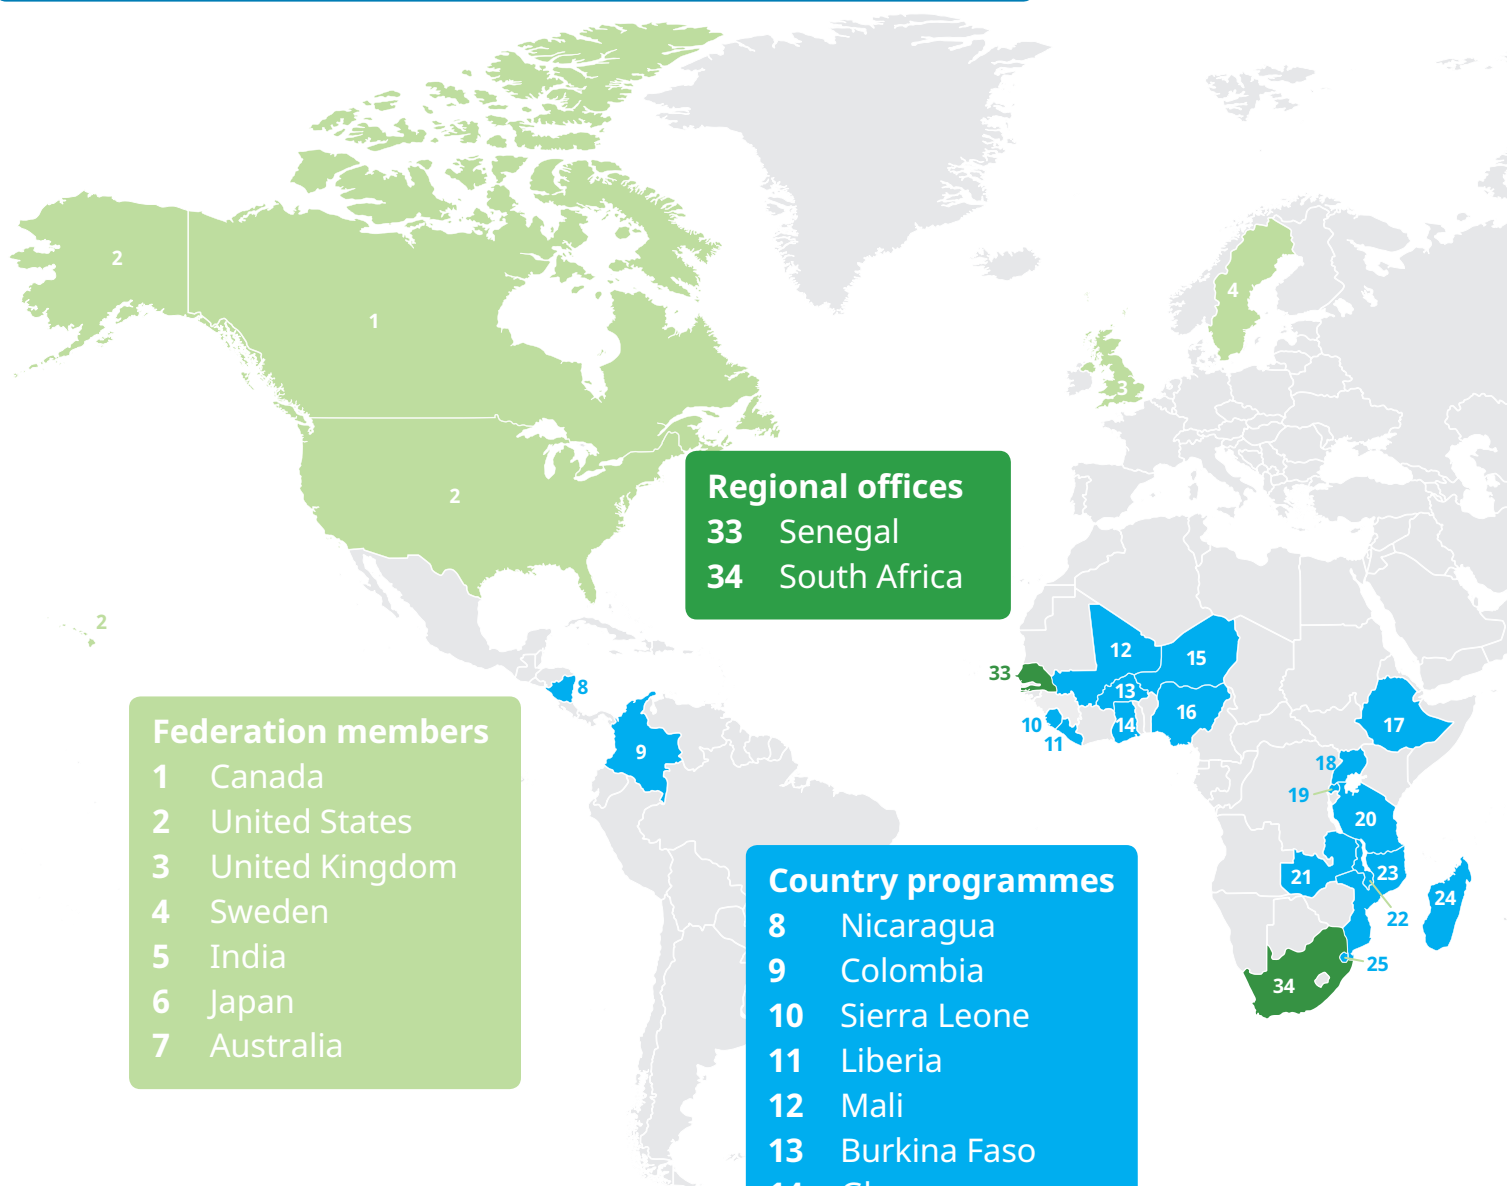 2
1
2
2
3
4
Regional offices
33 Senegal
34 South Africa
Federation members
1 Canada
2 United States
3 United Kingdom
4 Sweden
5 India
6 Japan
7 Australia
8
9
33
10
11
12
13
14
15
16
17
18
19
20
21
22
23
24
25
34
Country programmes
8 Nicaragua
9 Colombia
10 Sierra Leone
11 Liberia
12 Mali
13 Burkina Faso